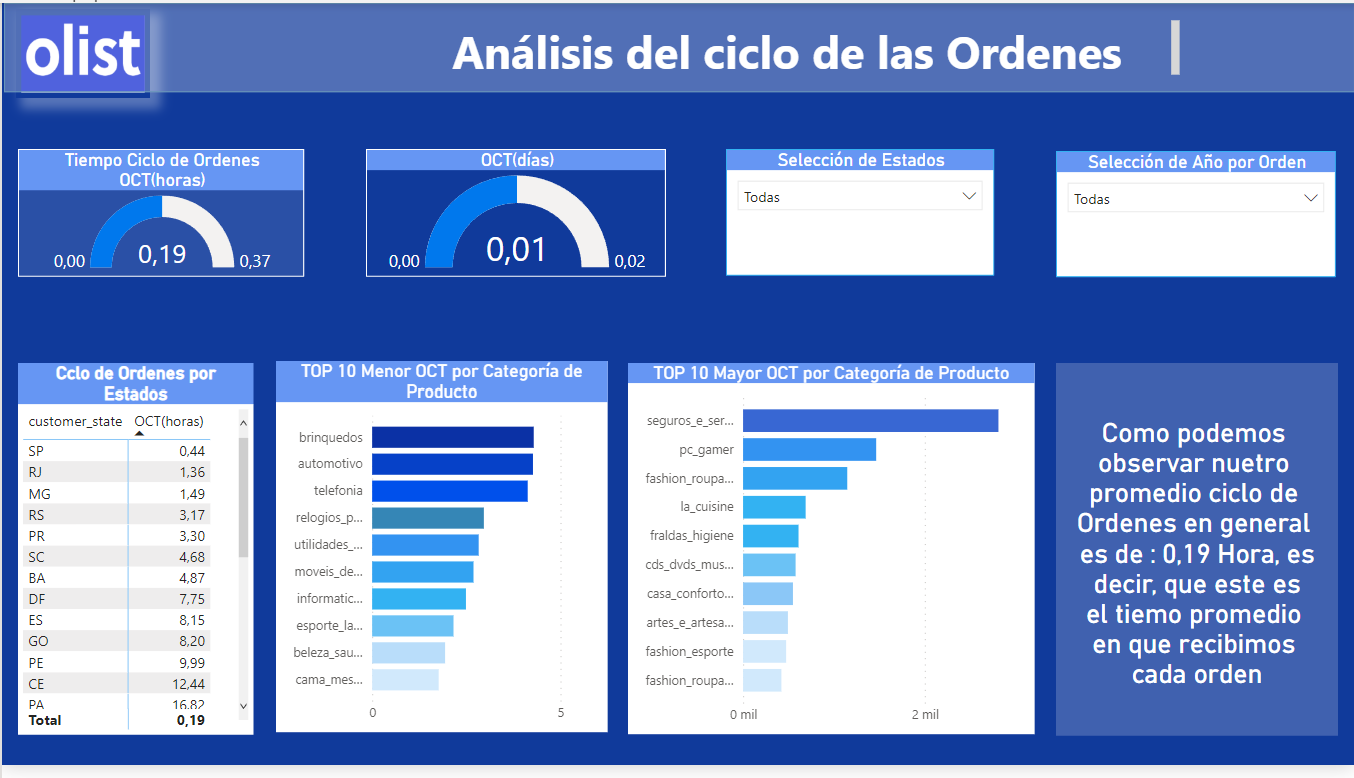 olist
Análisis del ciclo de las Ordenes
Tiempo Ciclo de Ordenes
OCT(horas)
0,00
0,19
0,37
OCT(días)
0,00
0,01
0,02
Selección de Estados
Todas
Selección de Año por Orden
Todas
Cclo de Ordenes por
Estados
customer_state OCT(horas)
SP 0,44
RJ 1,36
MG 1,49
RS 3,17
PR 3,30
SC 4,68
BA 4,87
DF 7,75
ES 8,15
GO 8,20
PE 9,99
CE 12,44
PA 16,82
Total 0,19
TOP 10 Menor OCT por Categoría de
Producto
brinquedos
automotivo
telefonia
relogios_p...
utilidades_...
moveis_de...
informatic...
esporte_la...
beleza_sau...
cama_mes...
0 5
TOP 10 Mayor OCT por Categoría de Producto
seguros_e_ser...
pc_gamer
fashion_roupa...
la_cuisine
fraldas_higiene
cds_dvds_mus...
casa_conforto...
artes_e_artesa...
fashion_esporte
fashion_roupa...
0 mil 2 mil
Como podemos
observar nuetro
promedio ciclo de
Ordenes en general
es de : 0,19 Hora, es
decir, que este es
el tiemo promedio
en que recibimos
cada orden